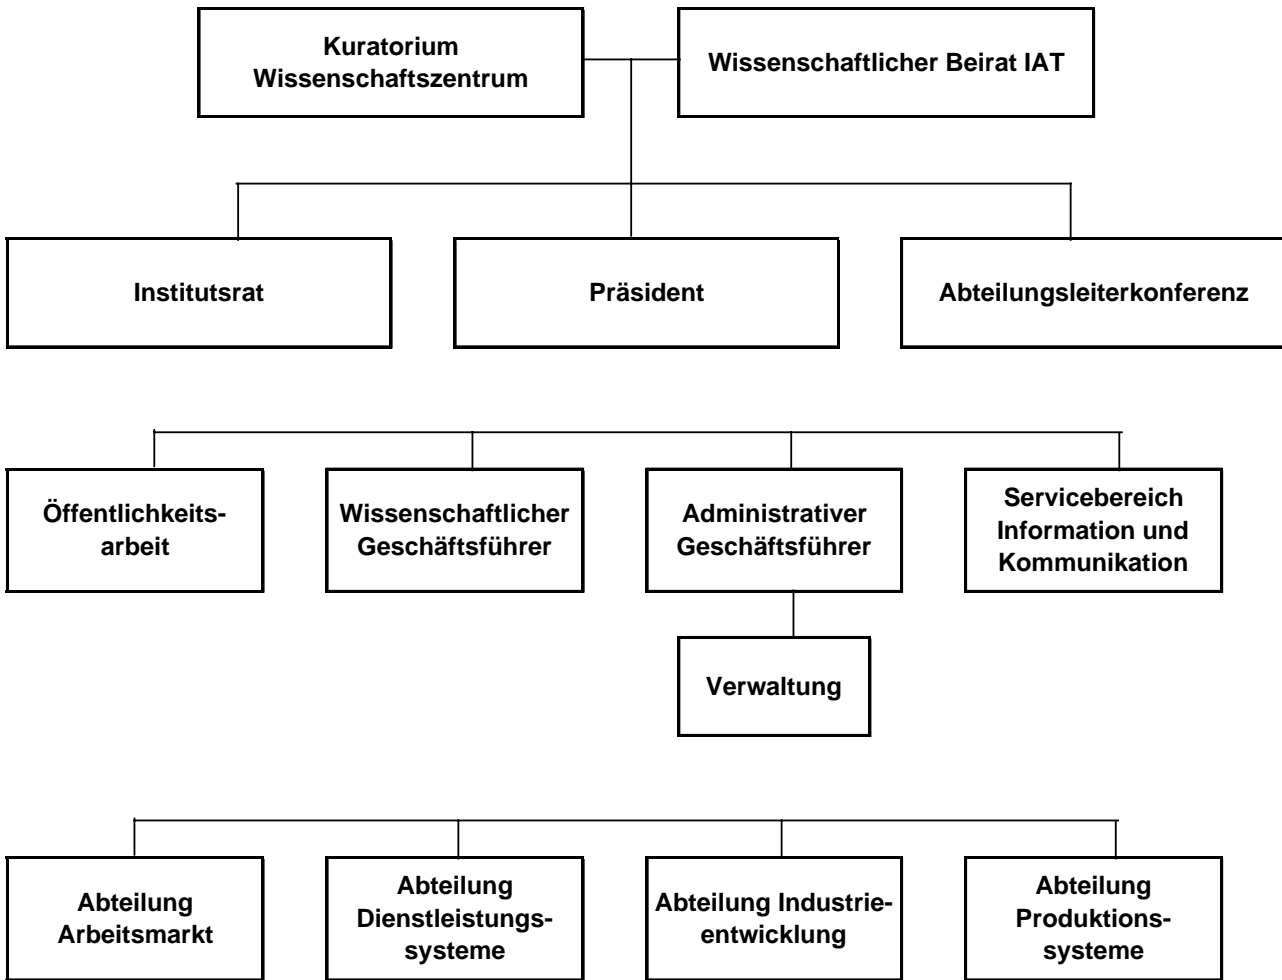 Kuratorium
Wissenschaftszentrum
Wissenschaftlicher Beirat IAT
Institutsrat
Präsident
Abteilungsleiterkonferenz
Öffentlichkeits-
arbeit
Wissenschaftlicher
Geschäftsführer
Administrativer
Geschäftsführer
Servicebereich
Information und
Kommunikation
Verwaltung
Abteilung
Arbeitsmarkt
Abteilung
Dienstleistungs-
systeme
Abteilung Industrie-
entwicklung
Abteilung
Produktions-
systeme